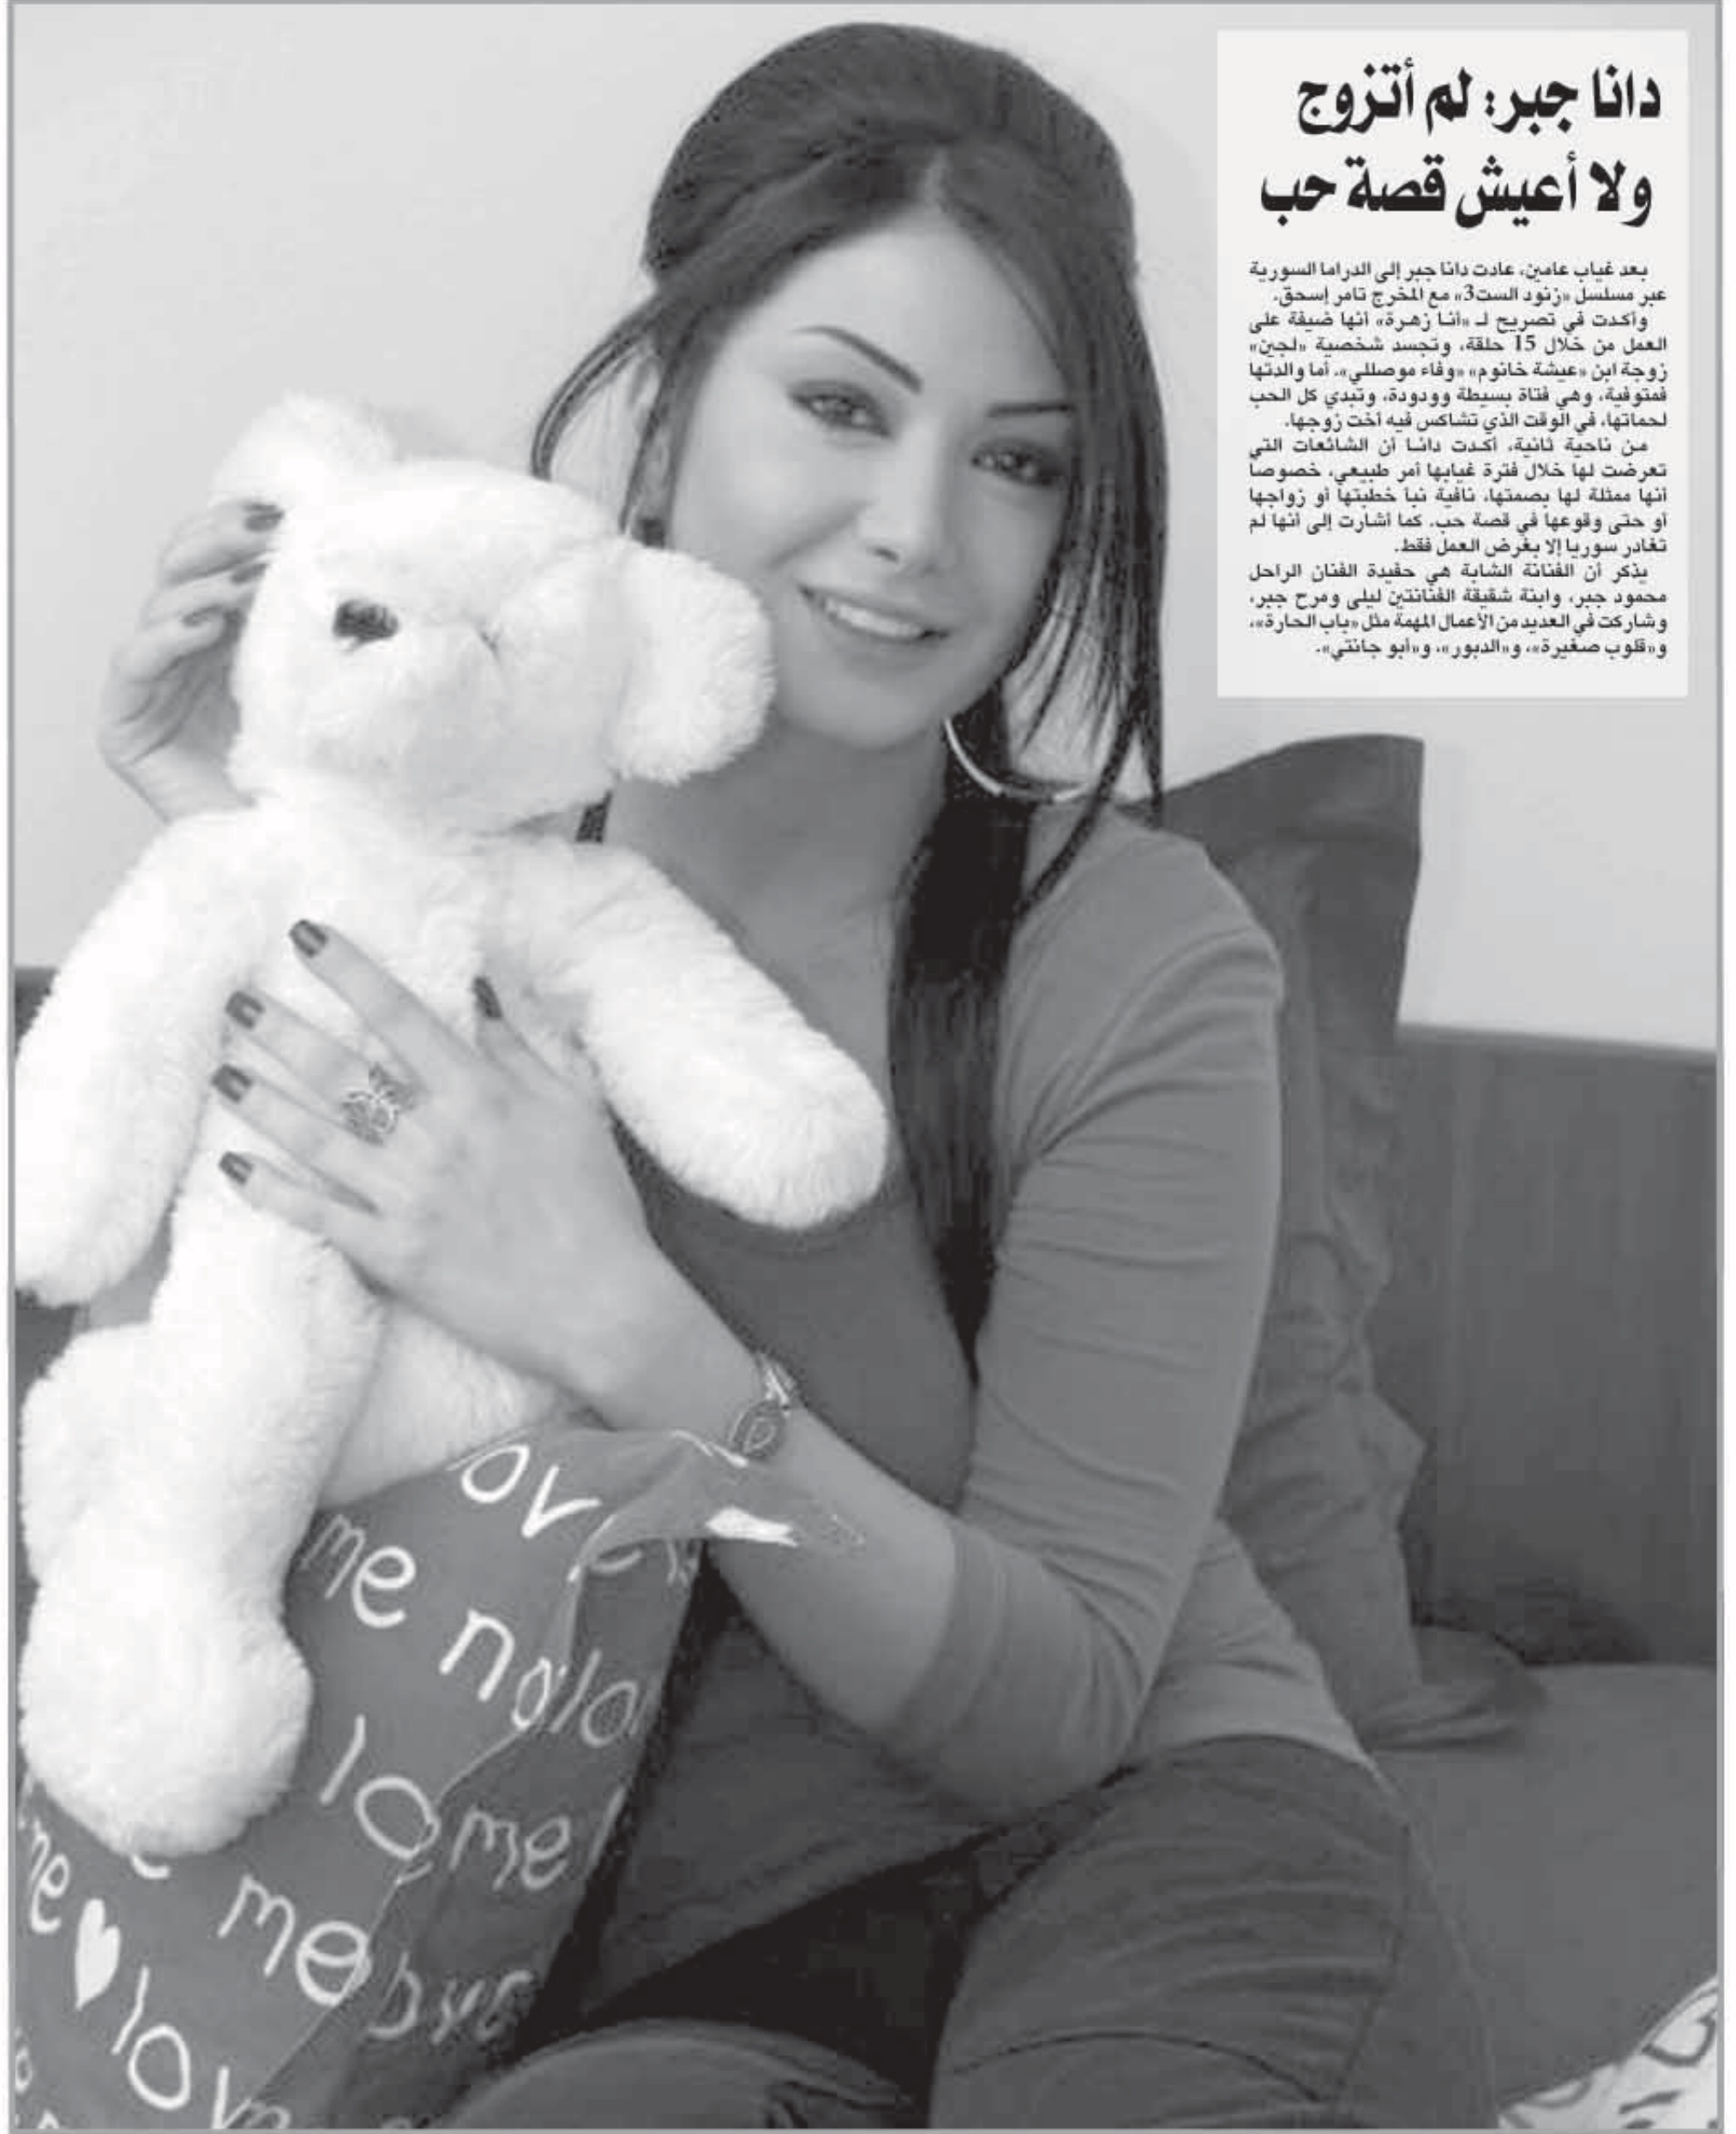 دانا جبر: لم أتزوج
ولا أعيش قصة حب
بعد غياب عامين، عادت دانا جبر إلى الدراما السورية
عبر مسلسل «زنود الست3» مع المخرج تامر إسحق.
وأكدت في تصريح لـ «أنا زهرة» أنها ضيفة على
العمل من خلال 15 حلقة، وتجسد شخصية «لجين»
زوجة ابن «عيشة خانوم» «وفاء موصللي». أما والدتها
فمتوفية، وهي فتاة بسيطة وودودة، وتبدي كل الحب
لحماتها، في الوقت الذي تشاكس فيه أخت زوجها.
من ناحية ثانية، أكدت دانا أن الشائعات التي
تعرضت لها خلال فترة غيابها أمر طبيعي، خصوصاً
أنها ممثلة لها بصمتها، نافية نبأ خطبتها أو زواجها
أو حتى وقوعها في قصة حب. كما أشارت إلى أنها لم
تغادر سوريا إلا بغرض العمل فقط.
يذكر أن الفنانة الشابة هي حفيدة الفنان الراحل
محمود جبر، وابنة شقيقة الفنانتين ليلى ومرح جبر،
وشاركت في العديد من الأعمال المهمة مثل «باب الحارة»،
و«قلوب صغيرة»، و«الدبور»، و«أبو جانتي».
ove
me
lo me
me
love